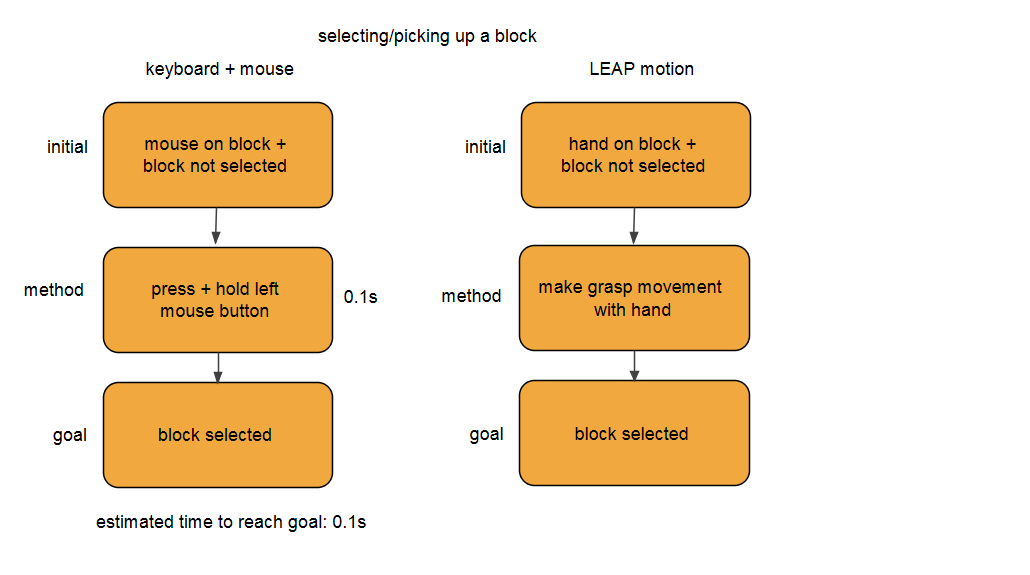 selecting/picking up a block
keyboard + mouse
initial
mouse on block +
block not selected
method
press + hold left
mouse button
0.1s
goal
block selected
estimated time to reach goal: 0.1s
LEAP motion
initial
hand on block +
block not selected
method
make grasp movement
with hand
goal
block selected